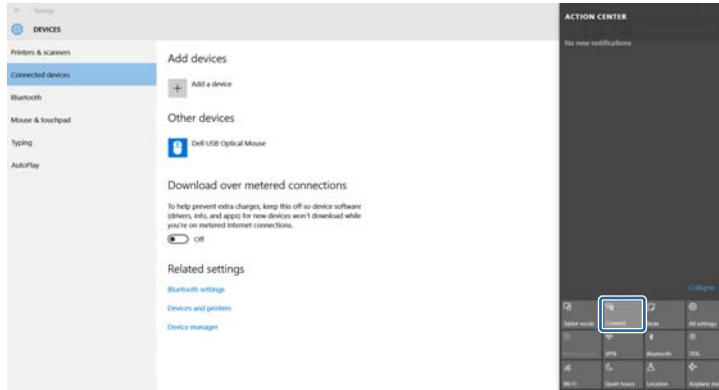 Settings
DEVICES
Printers & scanners
Connected devices
Bluetooth
Mouse & touchpad
Typing
AutoPlay
Add devices
Add a device
Other devices
Dell USB Optical Mouse
Download over metered connections
To help prevent extra charges, keep this off so device software
(drivers, info, and apps) for new devices won't download while
you're on metered Internet connections.
Off
Related settings
Bluetooth settings
Devices and printers
Device manager
ACTION CENTER
No new notifications
Collapse
Tablet mode
Connect
Note
All settings
VPN
Bluetooth
70%
Wi-Fi
Quiet hours
Location
Airplane mo